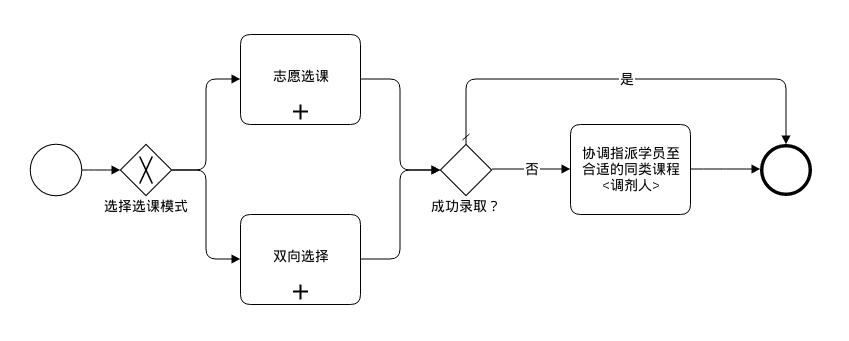 志愿选课
是
协调指派学员至
合适的同类课程
<调剂人>
否
选择选课模式
成功录取？
双向选择